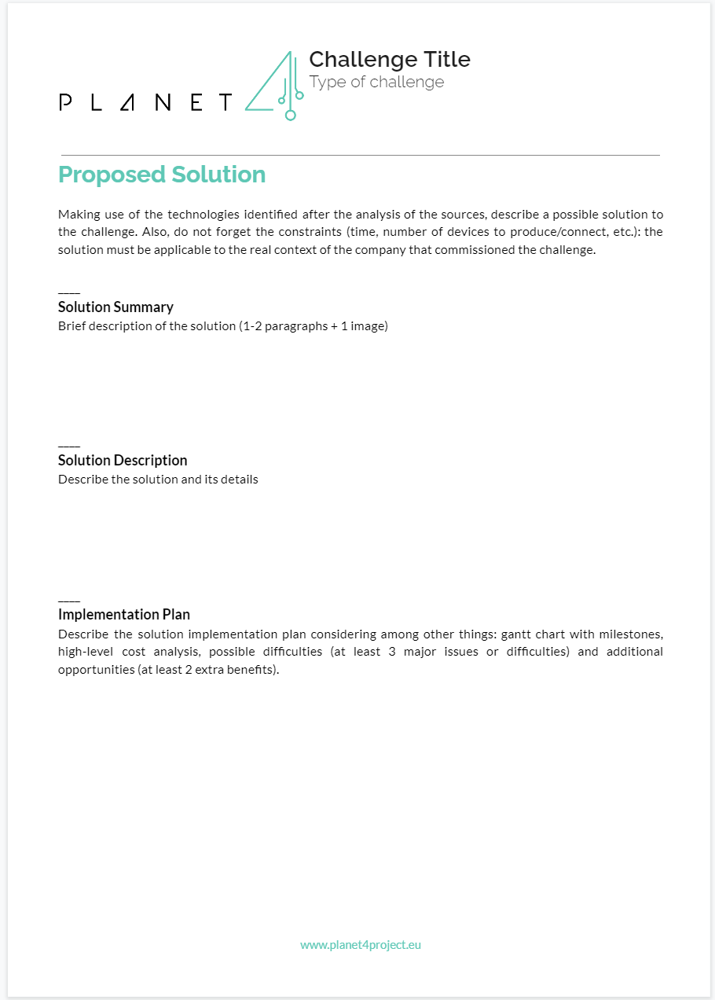 Challenge Title
Type of challenge
PLANET 4
Proposed Solution
Making use of the technologies identified after the analysis of the sources, describe a possible solution to
the challenge. Also, do not forget the constraints (time, number of devices to produce/connect, etc.): the
solution must be applicable to the real context of the company that commissioned the challenge.
____
Solution Summary
Brief description of the solution (1-2 paragraphs + 1 image)
____
Solution Description
Describe the solution and its details
____
Implementation Plan
Describe the solution implementation plan considering among other things: gantt chart with milestones,
high-level cost analysis, possible difficulties (at least 3 major issues or difficulties) and additional
opportunities (at least 2 extra benefits).
www.planet4project.eu